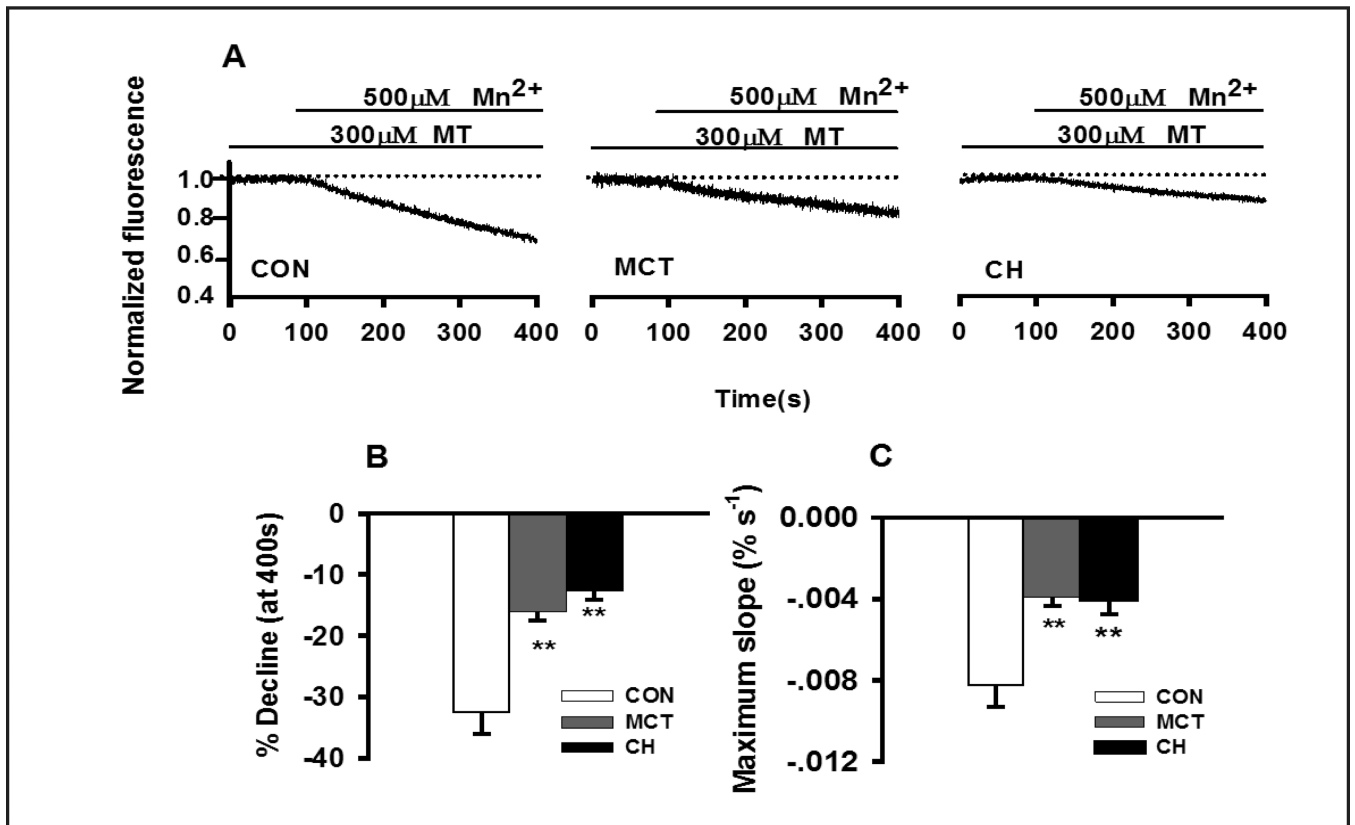 A
500μM Mn2+
500μM Mn2+
500μM Mn2+
300μM MT
300μM MT
300μM MT
Normalized fluorescence
1.0
0.8
0.6
0.4
CON
MCT
CH
0 100 200 300 400
0 100 200 300 400
0 100 200 300 400
Time(s)
B
% Decline (at 400s)
0
-10
-20
-30
-40
**
**
CON
MCT
CH
C
Maximum slope (% s-1)
0.000
-.004
-.008
-.012
**
**
CON
MCT
CH